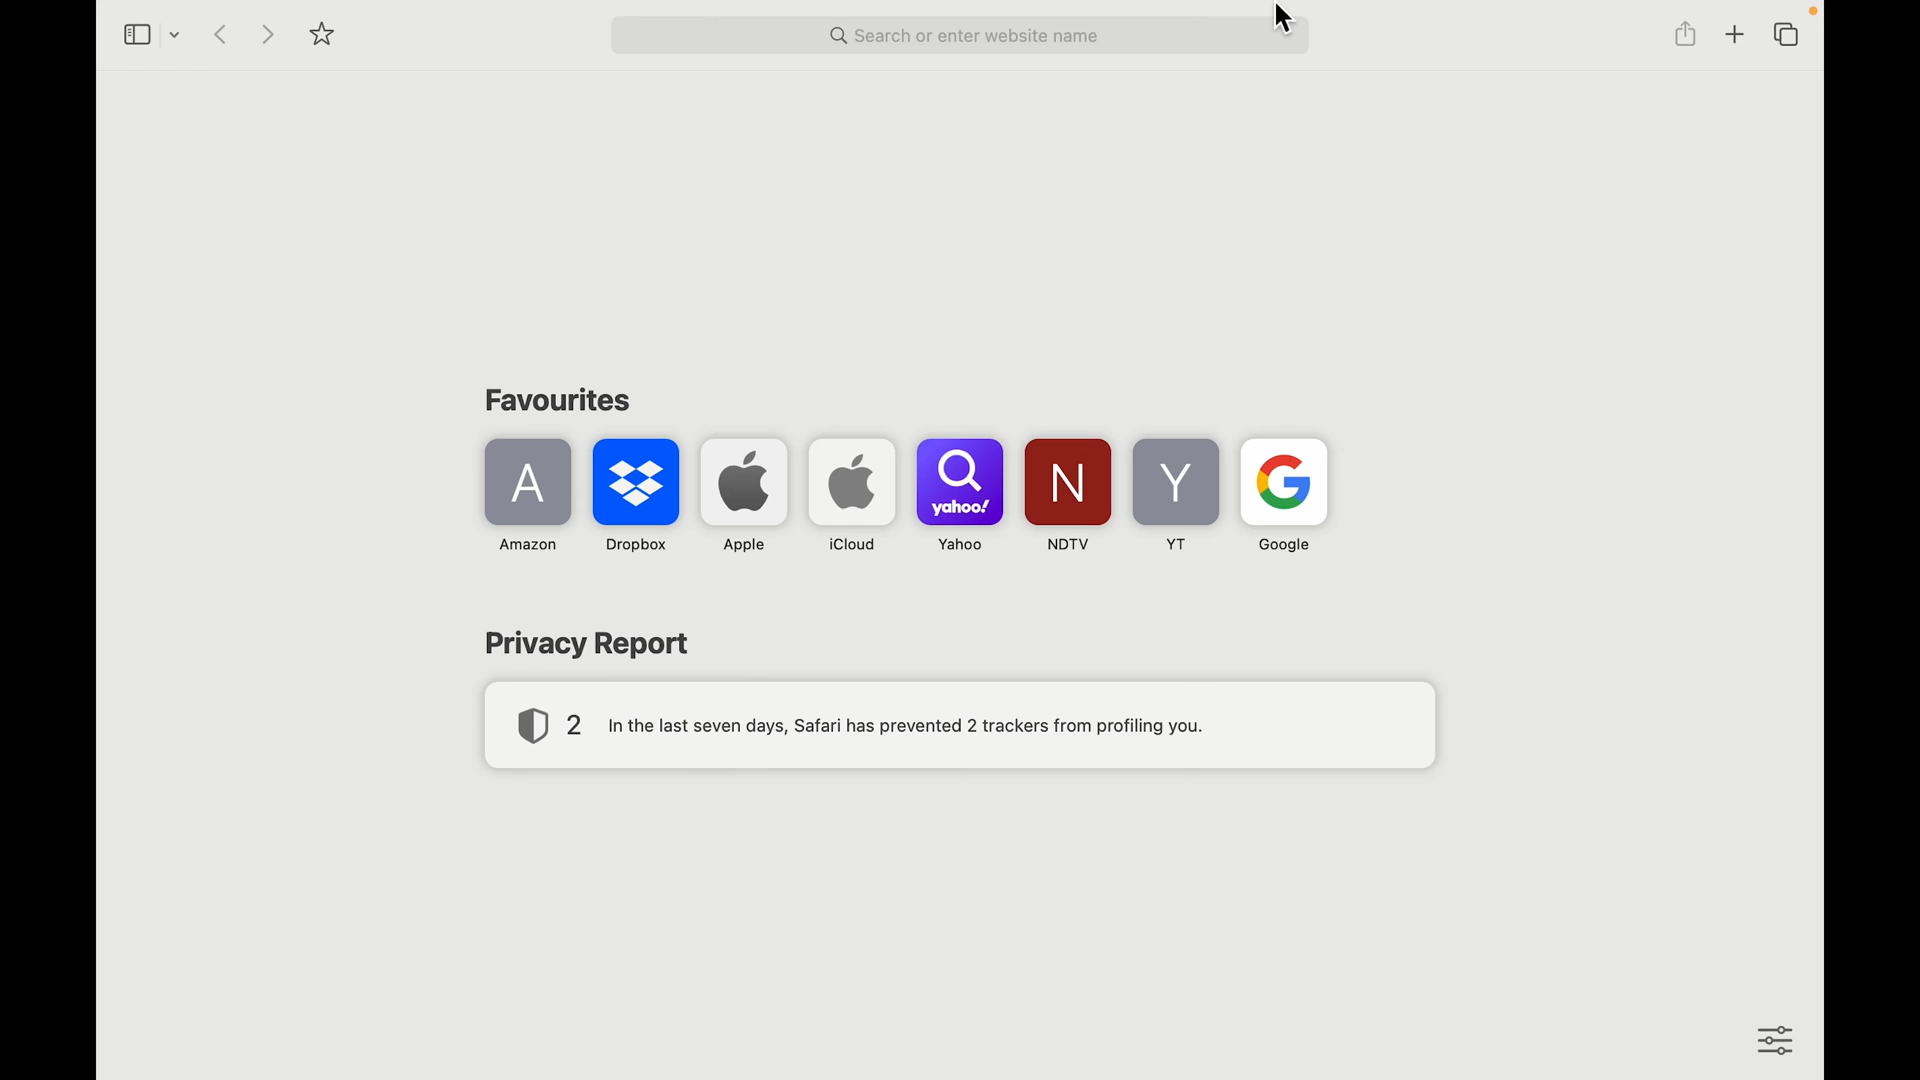 Search or enter website name
Favourites
A
yahoo!
N
Y
G
Amazon
Dropbox
Apple
iCloud
Yahoo
NDTV
YT
Google
Privacy Report
2 In the last seven days, Safari has prevented 2 trackers from profiling you.